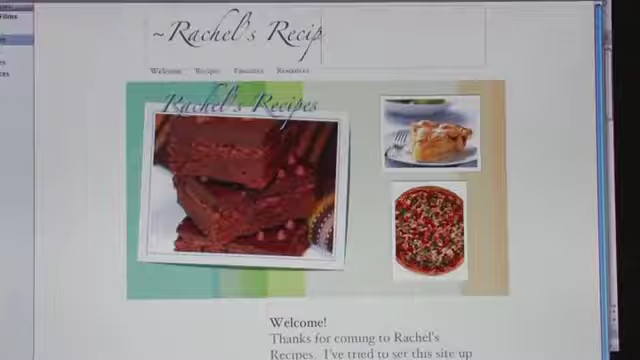 Films
~Rachel's Recip
Welcome Recipes Favorites Resources
Rachel's Recipes
Welcome!
Thanks for coming to Rachel's
Recipes. I've tried to set this site up